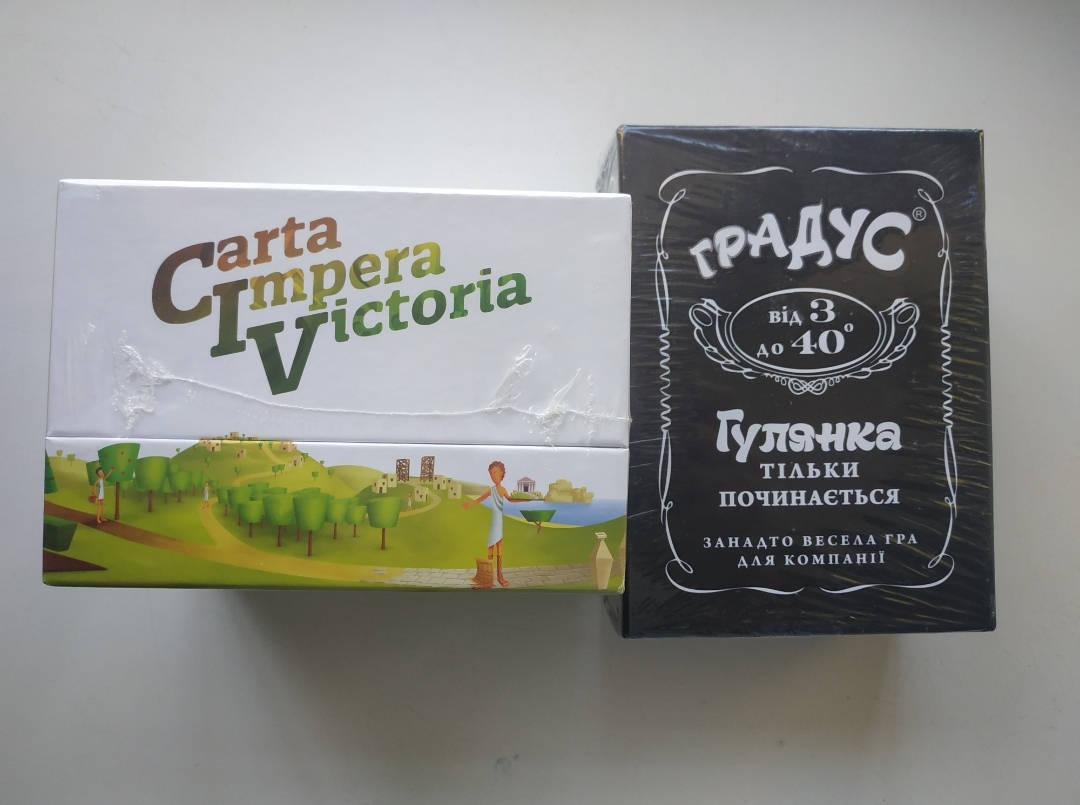 Carta
Impera
Victoria
ГРАДУС®
від 3
до 40°
Гулянка
ТІЛЬКИ
ПОЧИНАЄТЬСЯ
ЗАНАДТО ВЕСЕЛА ГРА
ДЛЯ КОМПАНІЇ